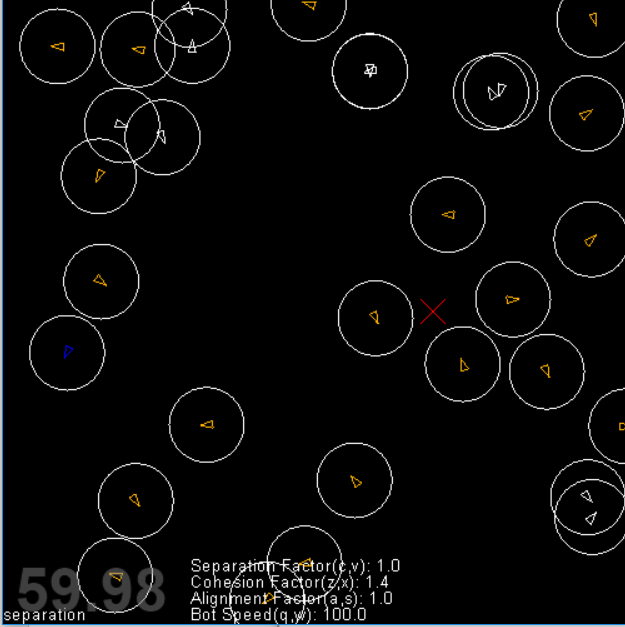 Separation Factor(c,v): 1.0
Cohesion Factor(z,x): 1.4
Alignment Factor(a,s): 1.0
Bot Speed(q,w): 100.0
59.98
separation